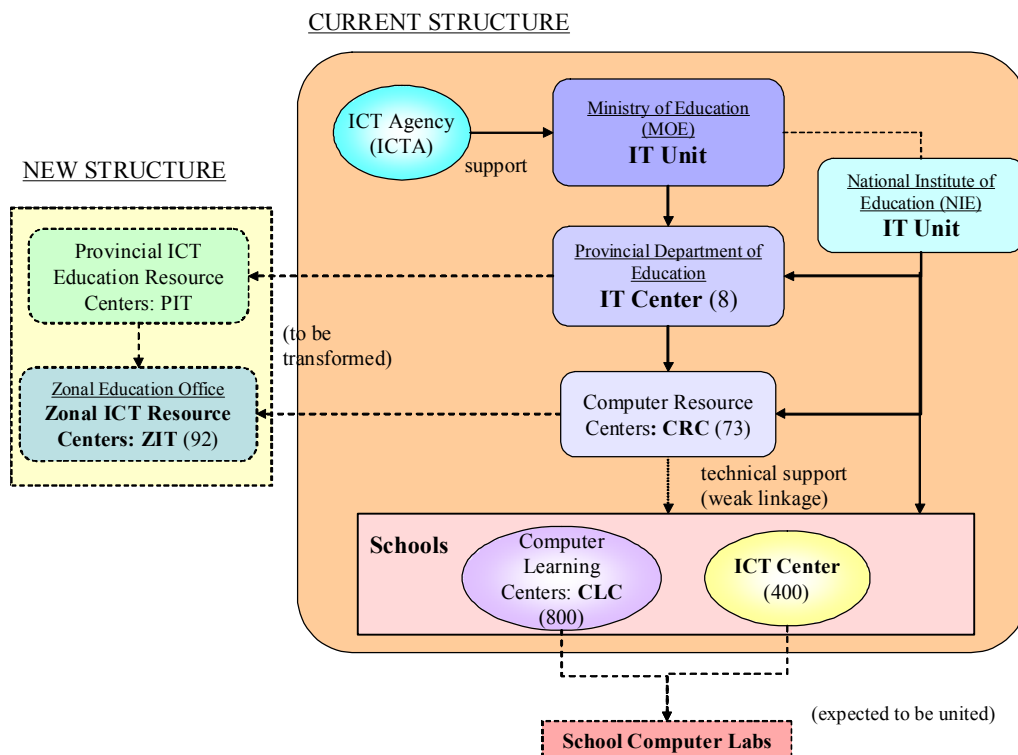 CURRENT STRUCTURE
ICT Agency
(ICTA)
support
Ministry of Education
(MOE)
IT Unit
National Institute of
Education (NIE)
IT Unit
NEW STRUCTURE
Provincial ICT
Education Resource
Centers: PIT
Provincial Department of
Education
IT Center (8)
(to be
transformed)
Zonal Education Office
Zonal ICT Resource
Centers: ZIT (92)
Computer Resource
Centers: CRC (73)
technical support
(weak linkage)
Schools
Computer
Learning
Centers: CLC
(800)
ICT Center
(400)
(expected to be united)
School Computer Labs